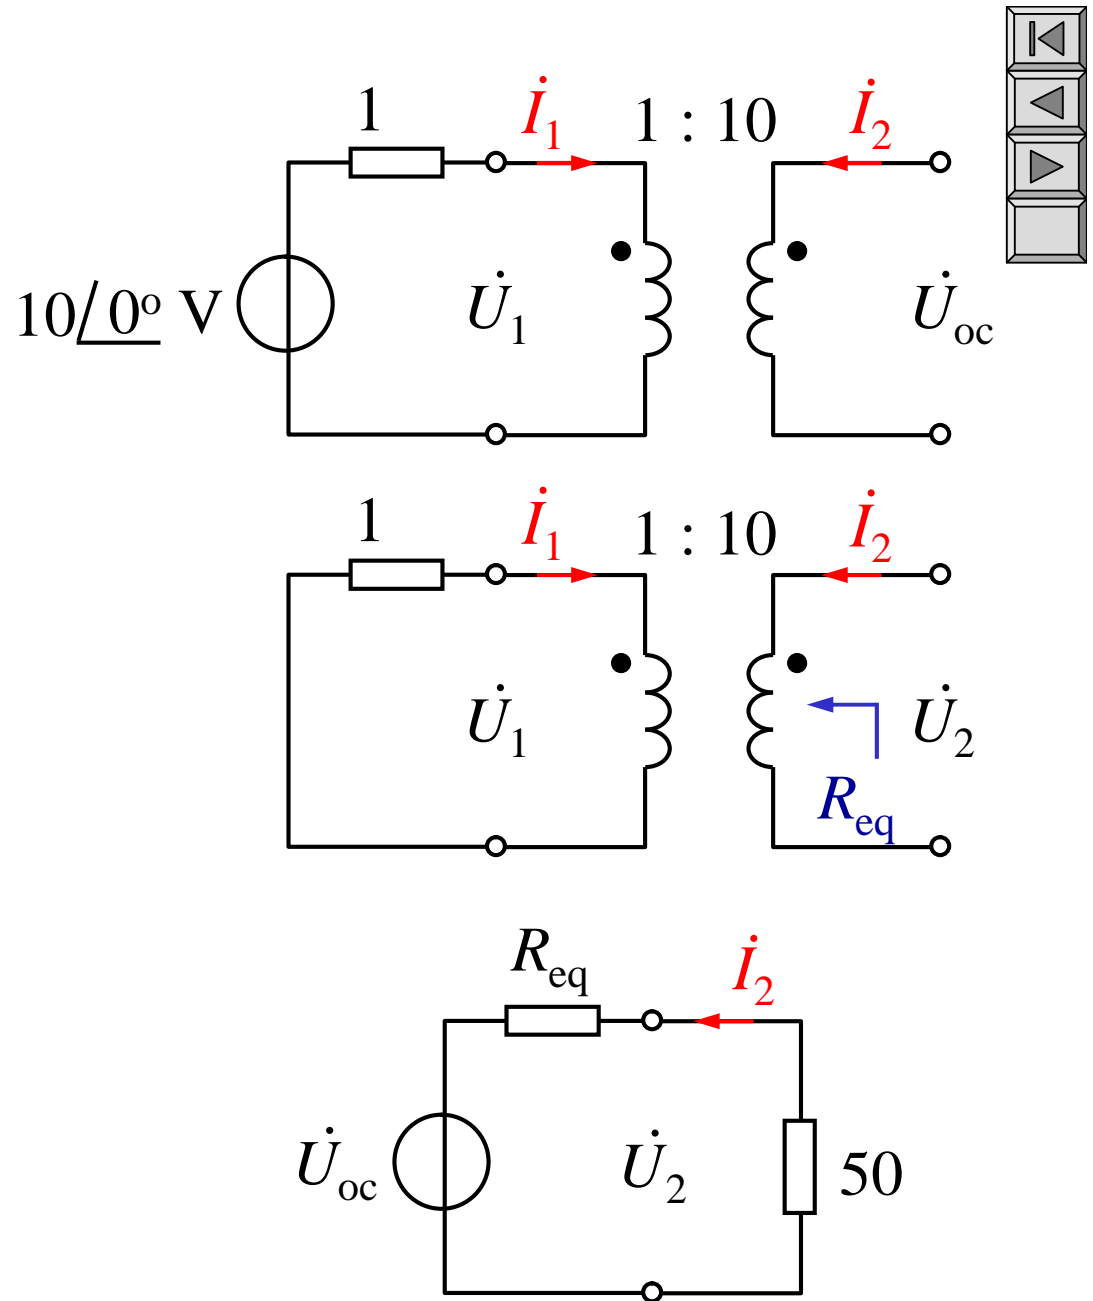 1 İ₁ 1 : 10 İ₂
10/0° V U̇₁ U̇oc
1 İ₁ 1 : 10 İ₂
U̇₁ U̇₂
Req
Req İ₂
U̇oc U̇₂ 50